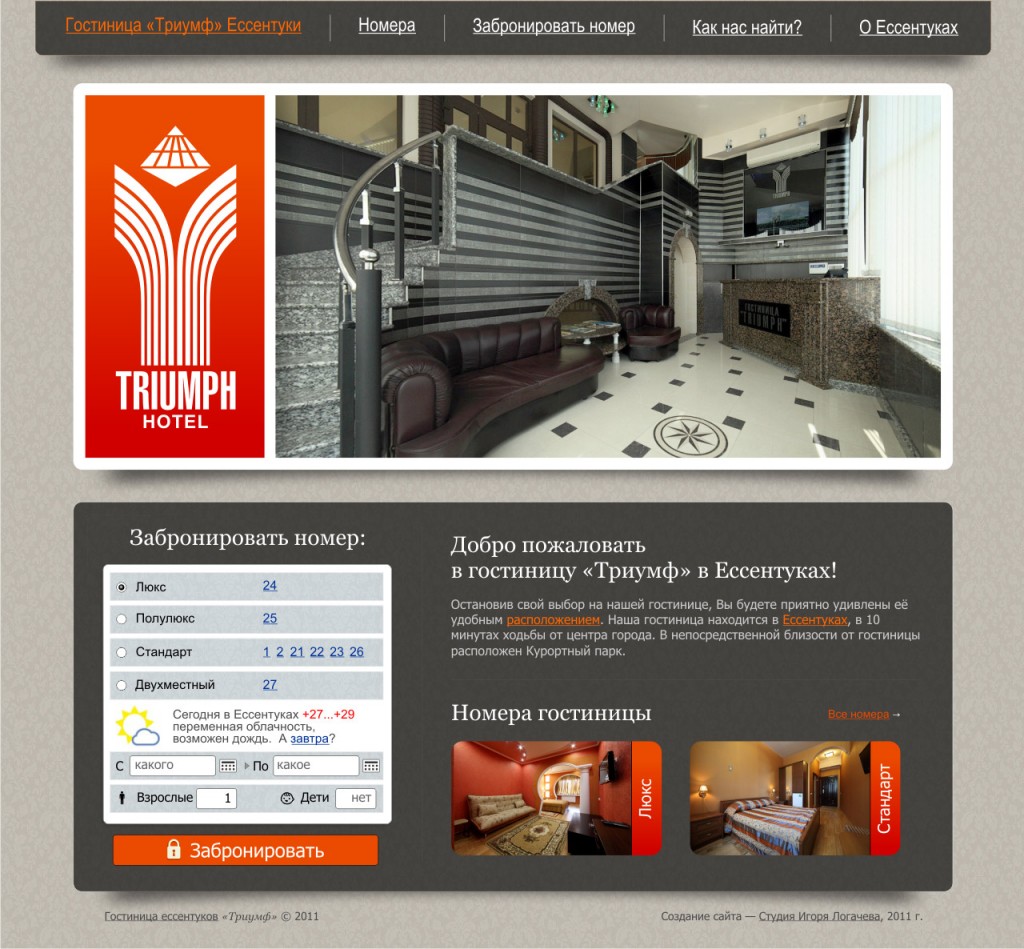 Гостиница «Триумф» Ессентуки
Номера
Забронировать номер
Как нас найти?
О Ессентуках
TRIUMPH
HOTEL
ГОСТИНИЦА
"TRIUMPH"
Забронировать номер:
Люкс 24
Полулюкс 25
Стандарт 1 2 21 22 23 26
Двухместный 27
Сегодня в Ессентуках +27...+29
переменная облачность,
возможен дождь. А завтра?
С какого По какое
Взрослые 1 Дети нет
Забронировать
Добро пожаловать
в гостиницу «Триумф» в Ессентуках!
Остановив свой выбор на нашей гостинице, Вы будете приятно удивлены её
удобным расположением. Наша гостиница находится в Ессентуках, в 10
минутах ходьбы от центра города. В непосредственной близости от гостиницы
расположен Курортный парк.
Номера гостиницы
Все номера →
Люкс
Стандарт
Гостиница ессентуков «Триумф» © 2011
Создание сайта — Студия Игоря Логачева, 2011 г.